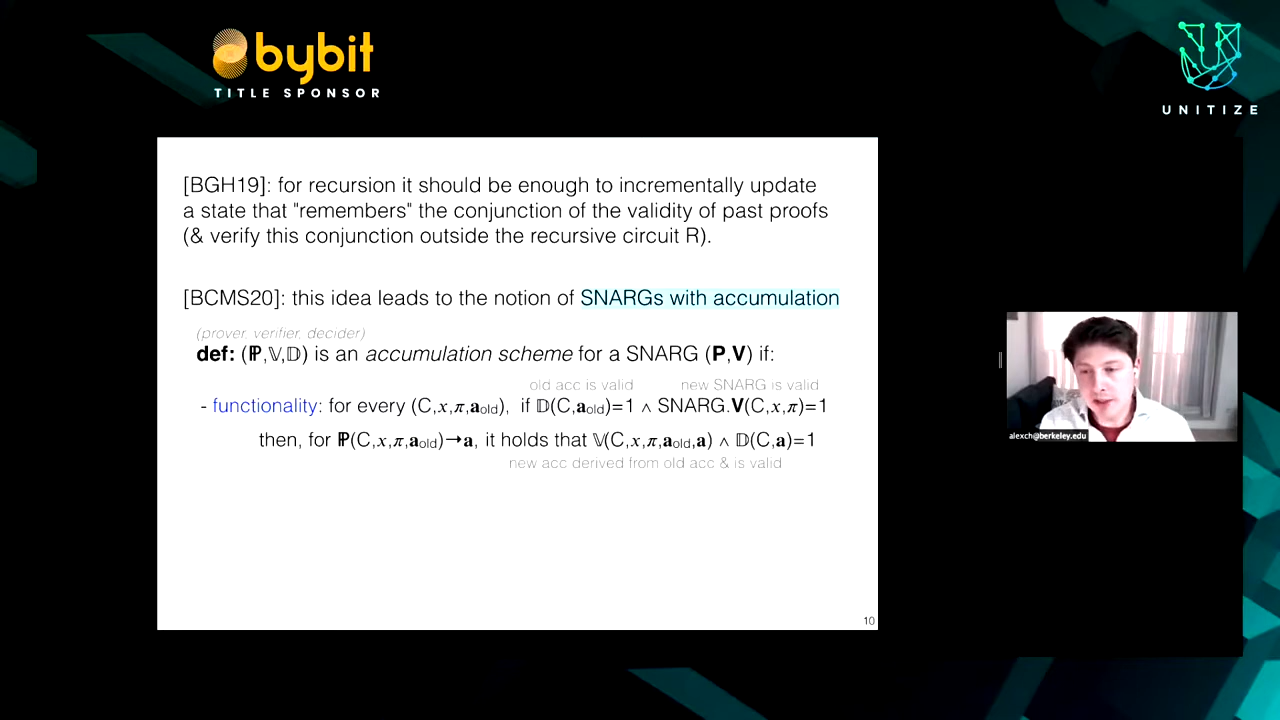 bybit
TITLE SPONSOR
UNITIZE
[BGH19]: for recursion it should be enough to incrementally update
a state that "remembers" the conjunction of the validity of past proofs
(& verify this conjunction outside the recursive circuit R).
[BCMS20]: this idea leads to the notion of SNARGs with accumulation
(prover, verifier, decider)
def: (ℙ,𝕍,𝔻) is an accumulation scheme for a SNARG (P,V) if:
old acc is valid new SNARG is valid
- functionality: for every (C,x,π,a_old), if 𝔻(C,a_old)=1 ∧ SNARG.V(C,x,π)=1
then, for ℙ(C,x,π,a_old)→a, it holds that 𝕍(C,x,π,a_old,a) ∧ 𝔻(C,a)=1
new acc derived from old acc & is valid
10
alexch@berkeley.edu